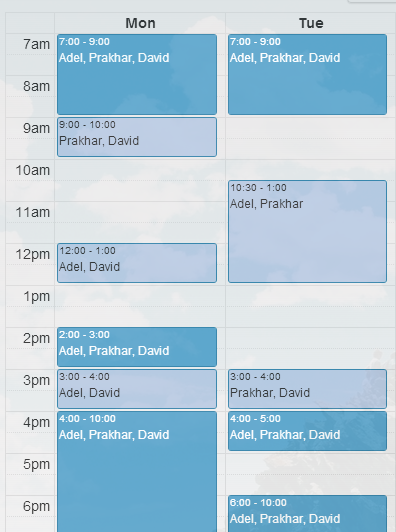 Mon Tue
7am
7:00 - 9:00
Adel, Prakhar, David
7:00 - 9:00
Adel, Prakhar, David
8am
9am
9:00 - 10:00
Prakhar, David
10am
10:30 - 1:00
Adel, Prakhar
11am
12pm
12:00 - 1:00
Adel, David
1pm
2pm
2:00 - 3:00
Adel, Prakhar, David
3pm
3:00 - 4:00
Adel, David
3:00 - 4:00
Prakhar, David
4pm
4:00 - 10:00
Adel, Prakhar, David
4:00 - 5:00
Adel, Prakhar, David
5pm
6pm
6:00 - 10:00
Adel, Prakhar, David